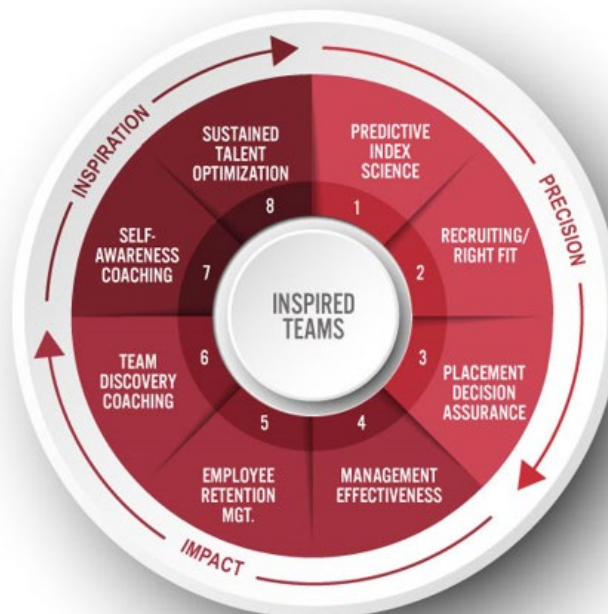 INSPIRED
TEAMS
PREDICTIVE
INDEX
SCIENCE
1
RECRUITING/
RIGHT FIT
2
PLACEMENT
DECISION
ASSURANCE
3
MANAGEMENT
EFFECTIVENESS
4
EMPLOYEE
RETENTION
MGT.
5
TEAM
DISCOVERY
COACHING
6
SELF-
AWARENESS
COACHING
7
SUSTAINED
TALENT
OPTIMIZATION
8
PRECISION
IMPACT
INSPIRATION